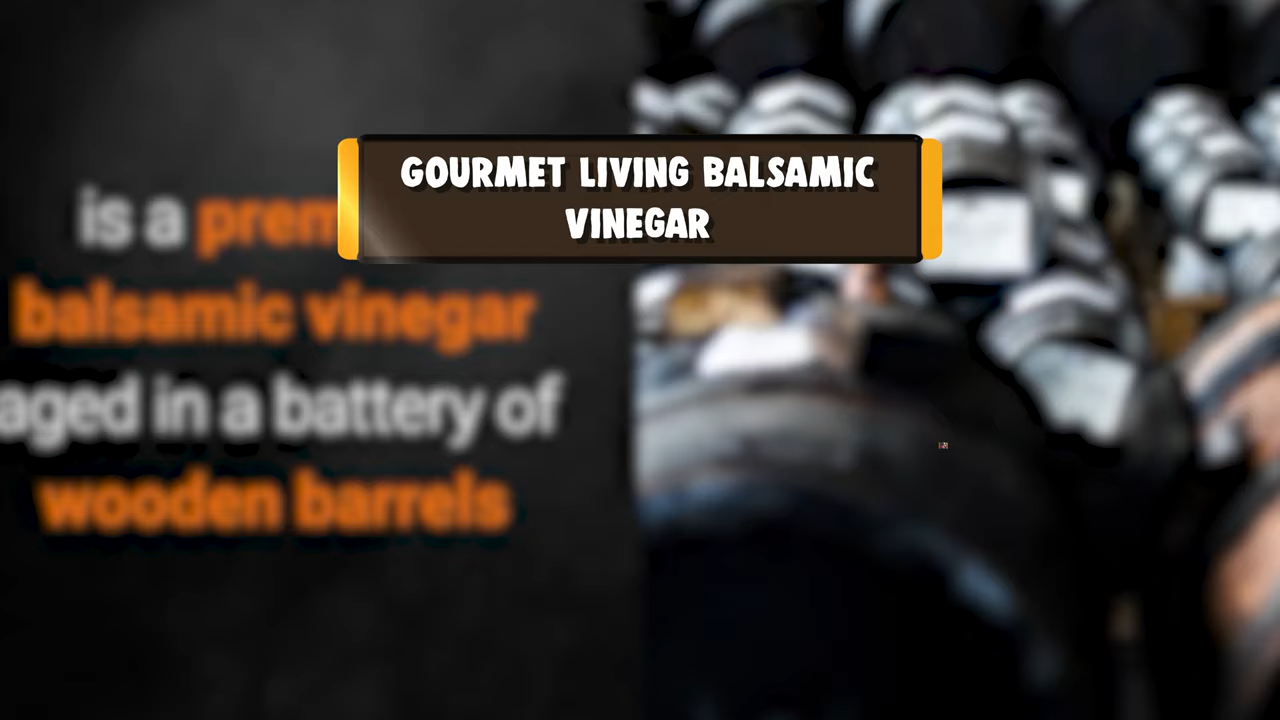 GOURMET LIVING BALSAMIC
VINEGAR
is a prem
balsamic vinegar
aged in a battery of
wooden barrels